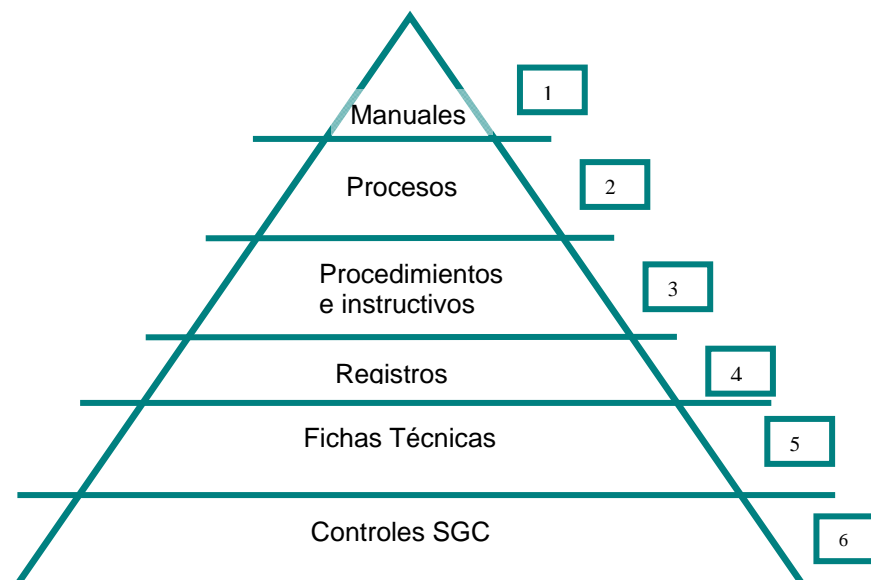 1
Manuales
Procesos
2
Procedimientos
e instructivos
3
Registros
4
Fichas Técnicas
5
Controles SGC
6